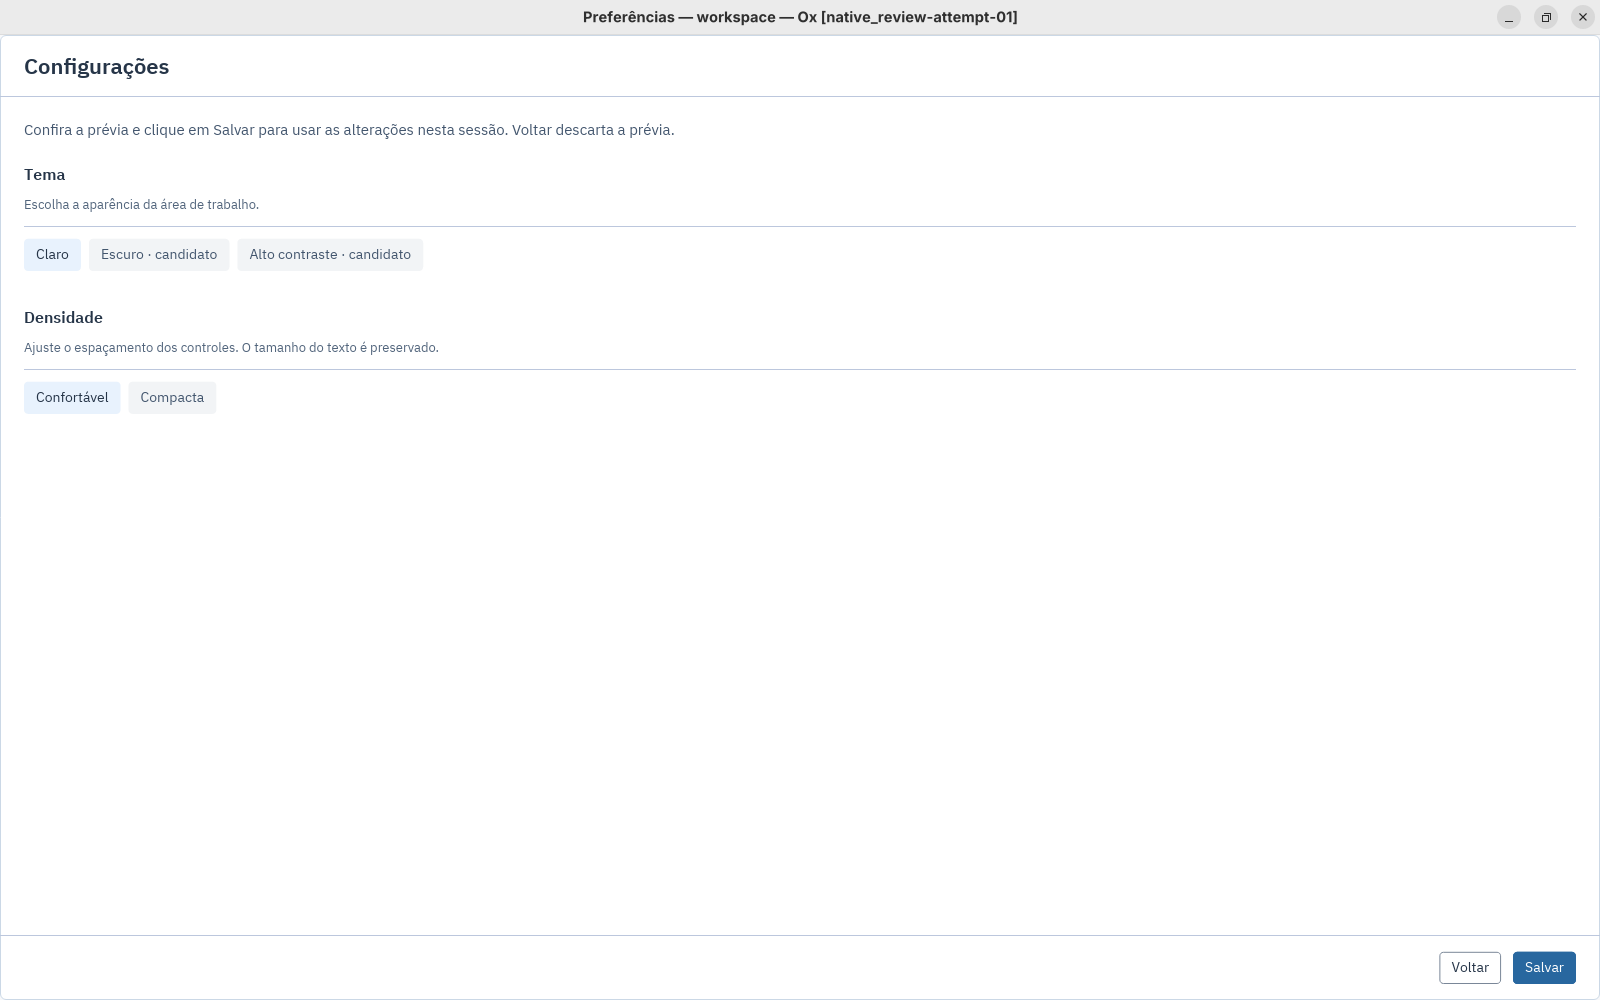 Preferências — workspace — Ox [native_review-attempt-01]
Configurações
Confira a prévia e clique em Salvar para usar as alterações nesta sessão. Voltar descarta a prévia.
Tema
Escolha a aparência da área de trabalho.
Claro
Escuro · candidato
Alto contraste · candidato
Densidade
Ajuste o espaçamento dos controles. O tamanho do texto é preservado.
Confortável
Compacta
Voltar
Salvar